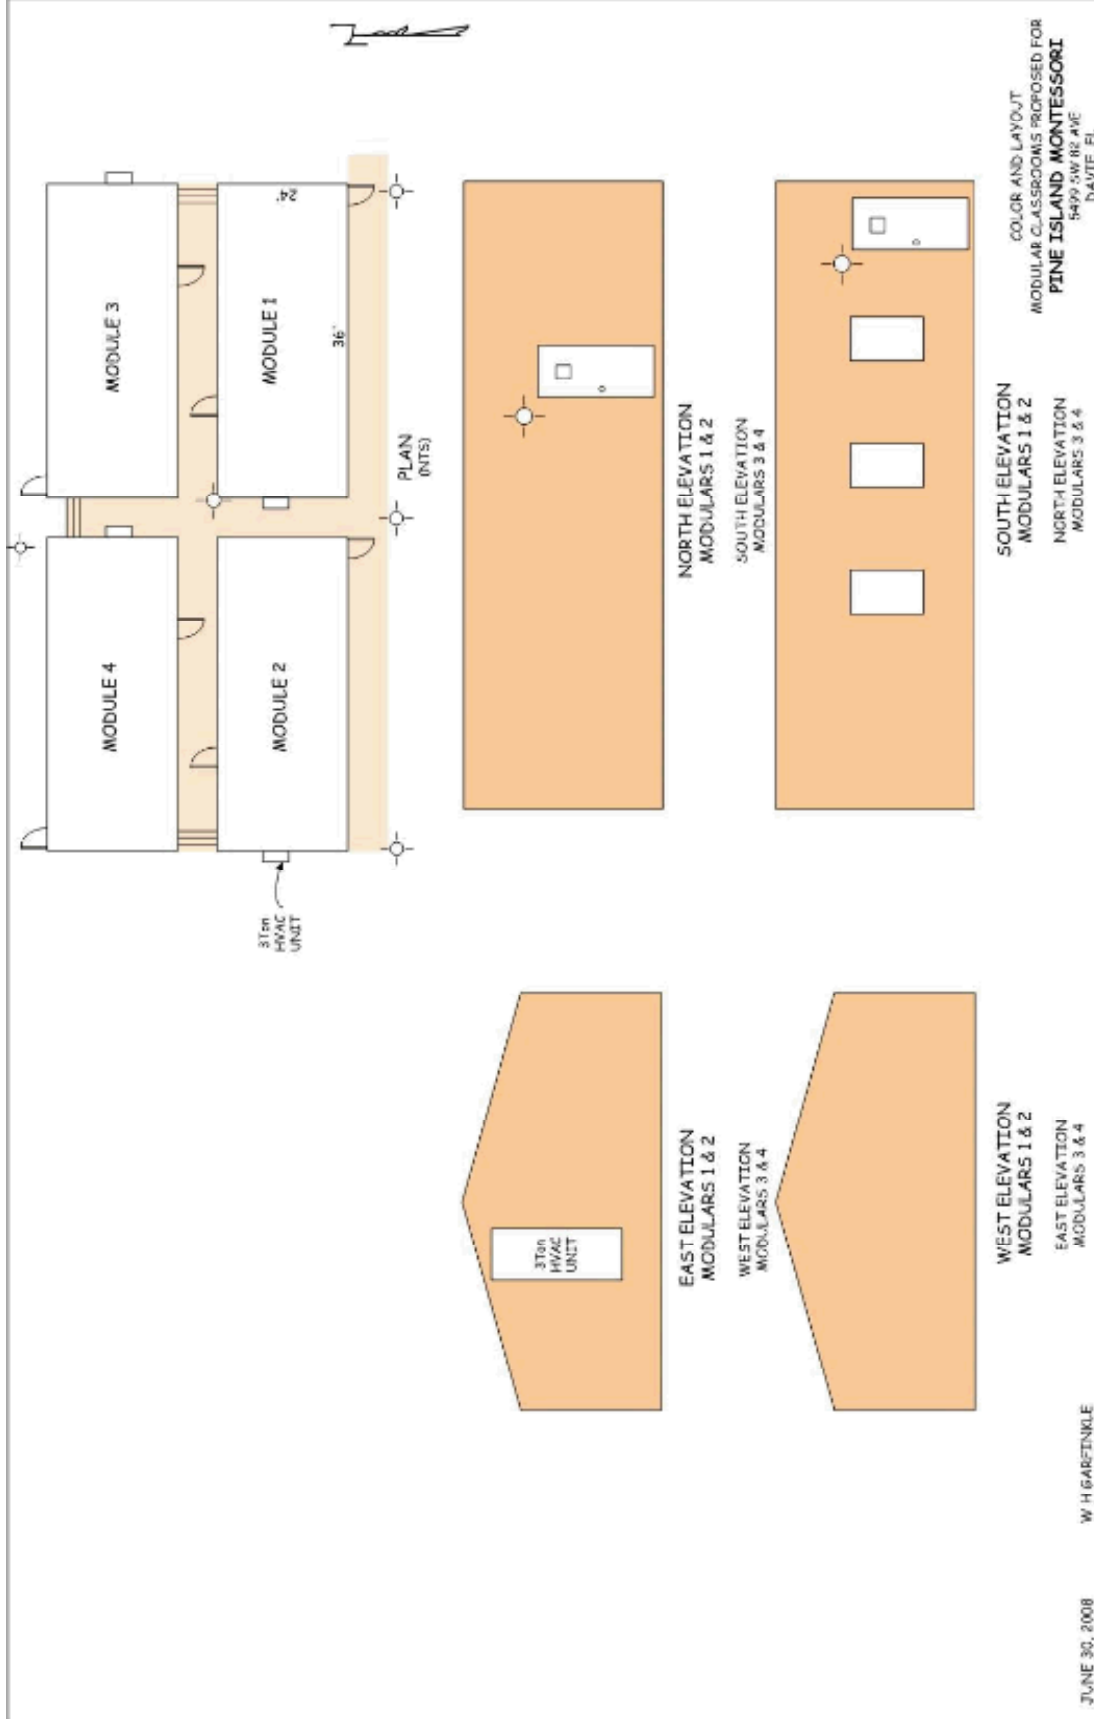 MODULE 4
MODULE 3
MODULE 2
MODULE 1
24'
36'
3Ton
HVAC
UNIT
PLAN
(NTS)
3Ton
HVAC
UNIT
EAST ELEVATION
MODULARS 1 & 2
WEST ELEVATION
MODULARS 3 & 4
NORTH ELEVATION
MODULARS 1 & 2
SOUTH ELEVATION
MODULARS 3 & 4
WEST ELEVATION
MODULARS 1 & 2
EAST ELEVATION
MODULARS 3 & 4
SOUTH ELEVATION
MODULARS 1 & 2
NORTH ELEVATION
MODULARS 3 & 4
COLOR AND LAYOUT
MODULAR CLASSROOMS PROPOSED FOR
PINE ISLAND MONTESSORI
5499 SW 82 AVE
DAVIE, FL
JUNE 30, 2008
W H GARFINKLE